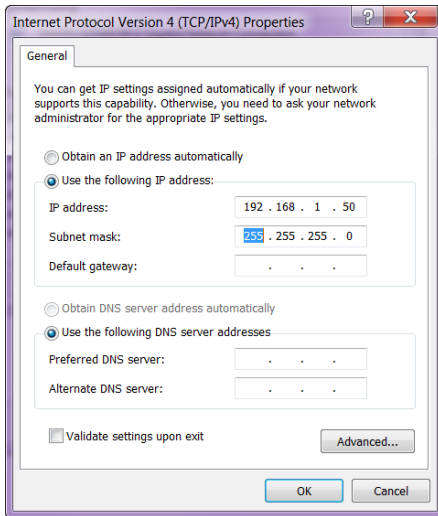 Internet Protocol Version 4 (TCP/IPv4) Properties
General
You can get IP settings assigned automatically if your network
supports this capability. Otherwise, you need to ask your network
administrator for the appropriate IP settings.
Obtain an IP address automatically
Use the following IP address:
IP address: 192 . 168 . 1 . 50
Subnet mask: 255 . 255 . 255 . 0
Default gateway: . . .
Obtain DNS server address automatically
Use the following DNS server addresses
Preferred DNS server: . . .
Alternate DNS server: . . .
Validate settings upon exit
Advanced...
OK Cancel